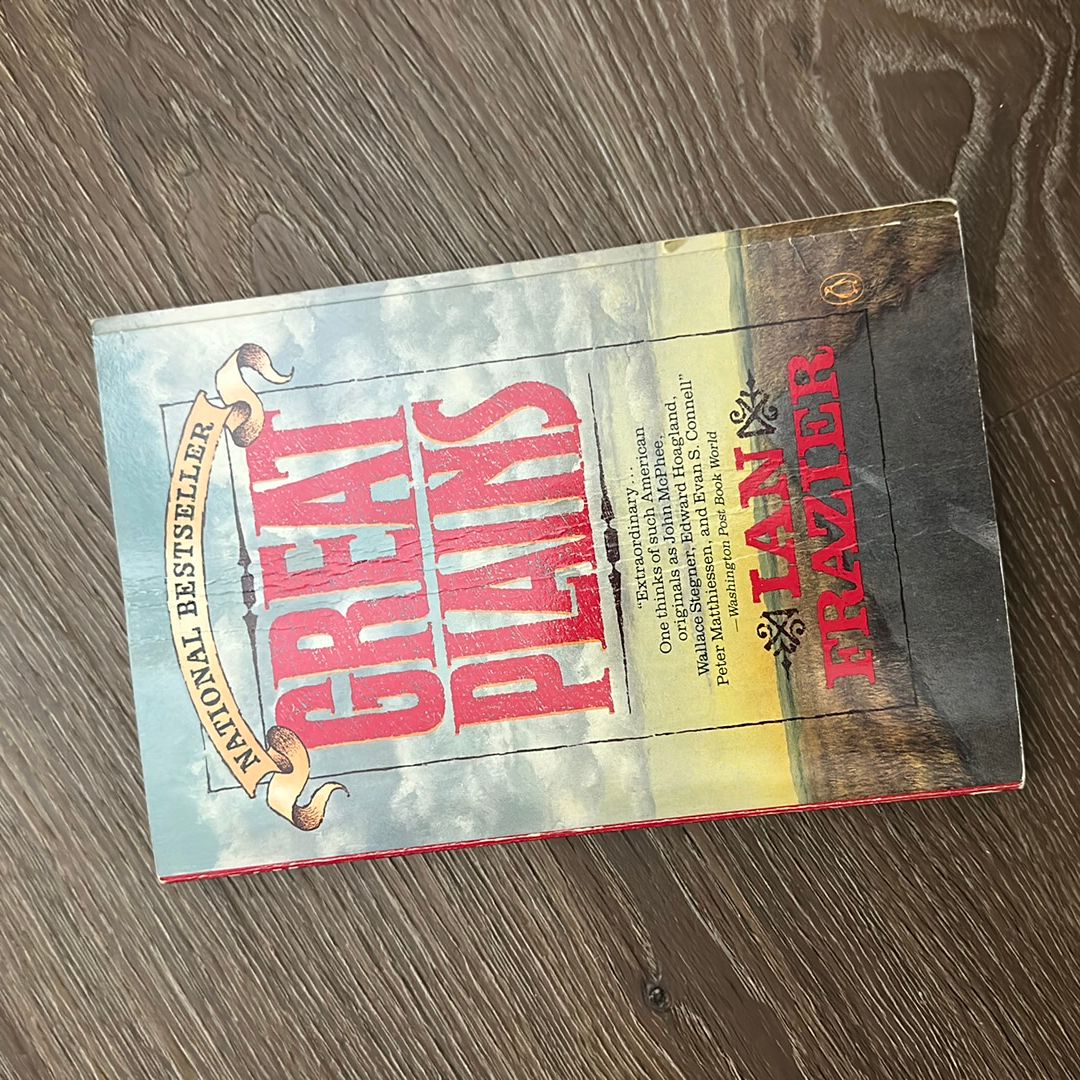 NATIONAL BESTSELLER
GREAT
PLAINS
“Extraordinary...
One thinks of such American
originals as John McPhee,
Wallace Stegner, Edward Hoagland,
Peter Matthiessen, and Evan S. Connell”
—Washington Post Book World
IAN
FRAZIER